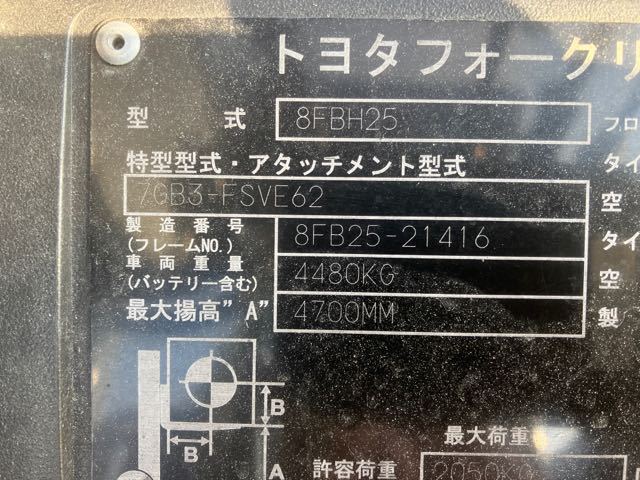 トヨタフォークリ
型 式 8FBH25 フロ
特型型式・アタッチメント型式 タイ
7GB3-FSVE62 空
製造番号
(フレームNO.) 8FB25-21416 タイ
車両重量
(バッテリー含む) 4480KG 空
最大揚高”A” 4700MM 製
B
B
A
最大荷重
許容荷重 2050KG